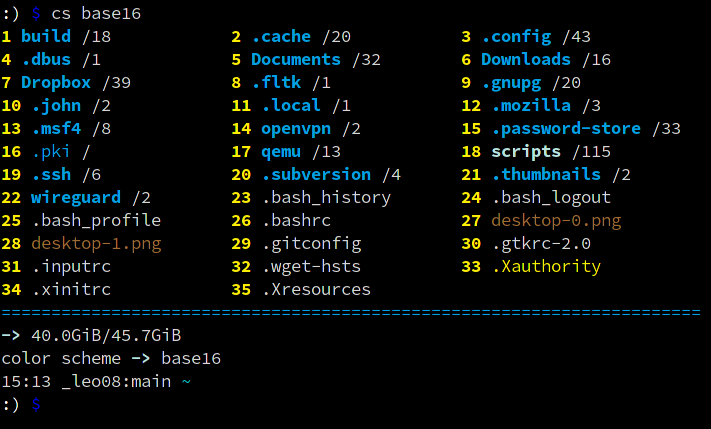 :) $ cs base16
1 build /18 2 .cache /20 3 .config /43
4 .dbus /1 5 Documents /32 6 Downloads /16
7 Dropbox /39 8 .fltk /1 9 .gnupg /20
10 .john /2 11 .local /1 12 .mozilla /3
13 .msf4 /8 14 openvpn /2 15 .password-store /33
16 .pki / 17 qemu /13 18 scripts /115
19 .ssh /6 20 .subversion /4 21 .thumbnails /2
22 wireguard /2 23 .bash_history 24 .bash_logout
25 .bash_profile 26 .bashrc 27 desktop-0.png
28 desktop-1.png 29 .gitconfig 30 .gtkrc-2.0
31 .inputrc 32 .wget-hsts 33 .Xauthority
34 .xinitrc 35 .Xresources
======================================================================
-> 40.0GiB/45.7GiB
color scheme -> base16
15:13 _leo08:main ~
:) $